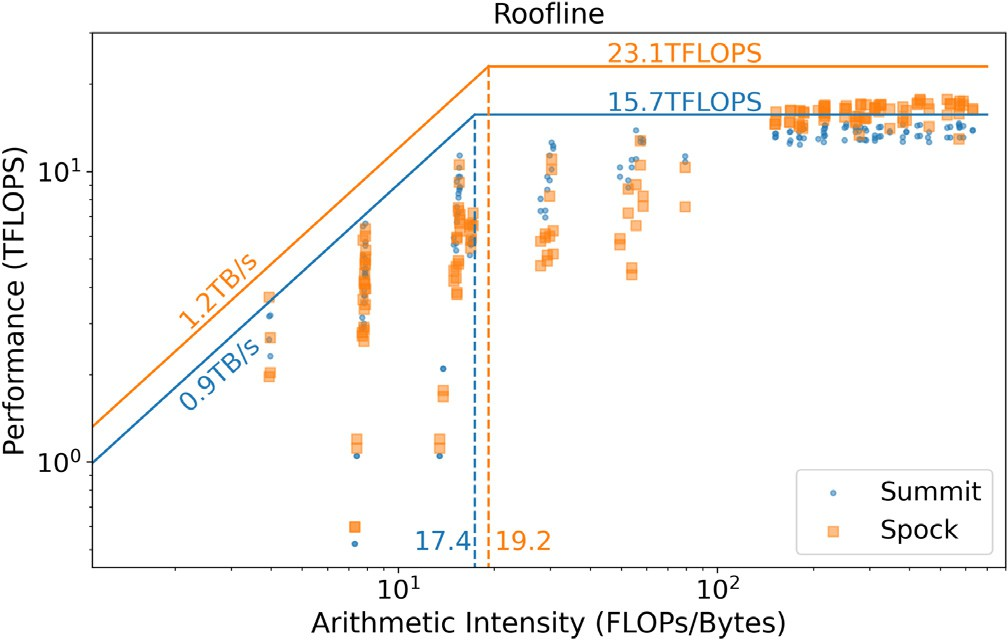 Roofline
23.1TFLOPS
15.7TFLOPS
10¹
1.2TB/s
0.9TB/s
Performance (TFLOPS)
10⁰
Summit
Spock
17.4
19.2
10¹
10²
Arithmetic Intensity (FLOPs/Bytes)